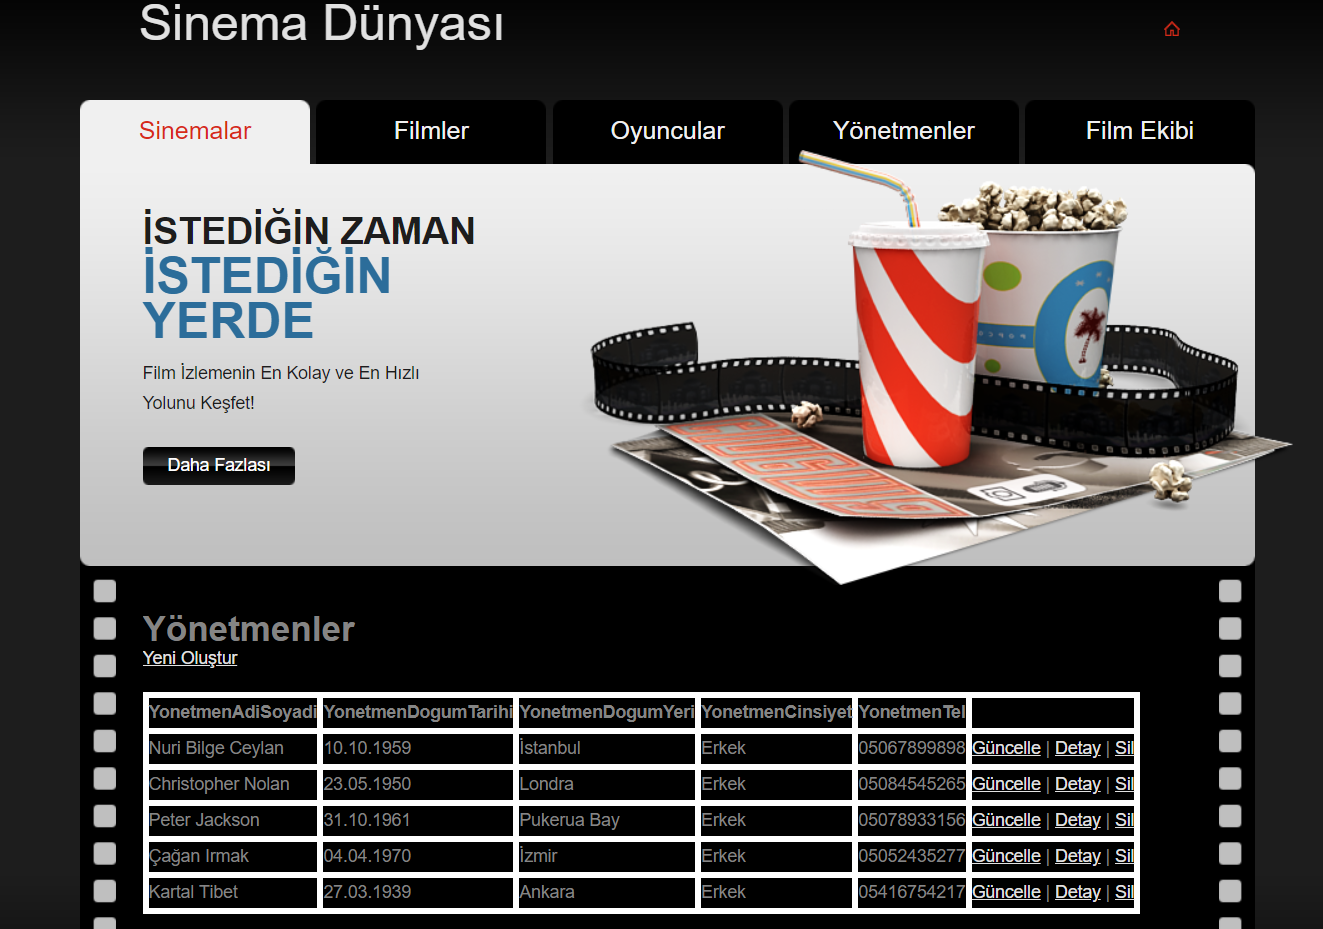 Sinema Dünyası
Sinemalar Filmler Oyuncular Yönetmenler Film Ekibi
İSTEDİĞİN ZAMAN
İSTEDİĞİN
YERDE
Film İzlemenin En Kolay ve En Hızlı
Yolunu Keşfet!
Daha Fazlası
Yönetmenler
Yeni Oluştur
YonetmenAdiSoyadi YonetmenDogumTarihi YonetmenDogumYeri YonetmenCinsiyet YonetmenTel
Nuri Bilge Ceylan 10.10.1959 İstanbul Erkek 05067899898 Güncelle | Detay | Sil
Christopher Nolan 23.05.1950 Londra Erkek 05084545265 Güncelle | Detay | Sil
Peter Jackson 31.10.1961 Pukerua Bay Erkek 05078933156 Güncelle | Detay | Sil
Çağan Irmak 04.04.1970 İzmir Erkek 05052435277 Güncelle | Detay | Sil
Kartal Tibet 27.03.1939 Ankara Erkek 05416754217 Güncelle | Detay | Sil